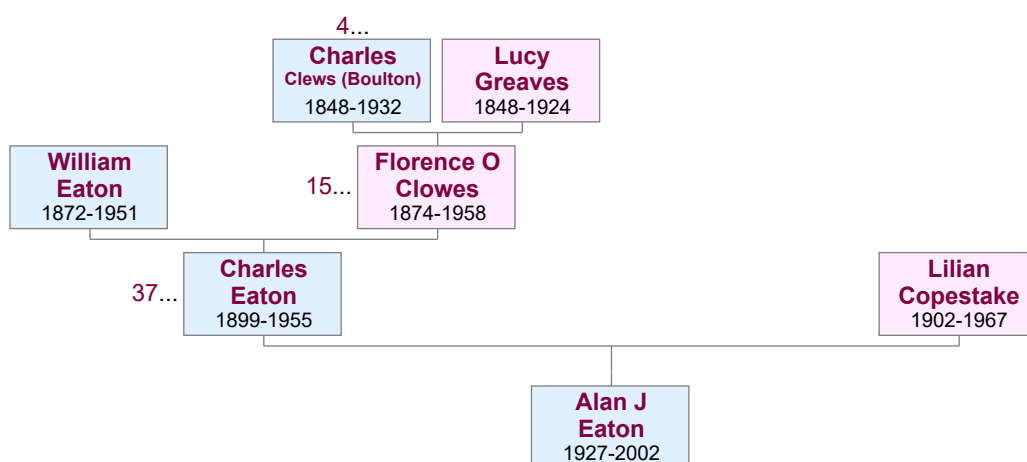 4...
Charles
Clews (Boulton)
1848-1932
Lucy
Greaves
1848-1924
William
Eaton
1872-1951
15...
Florence O
Clowes
1874-1958
37...
Charles
Eaton
1899-1955
Lilian
Copestake
1902-1967
Alan J
Eaton
1927-2002